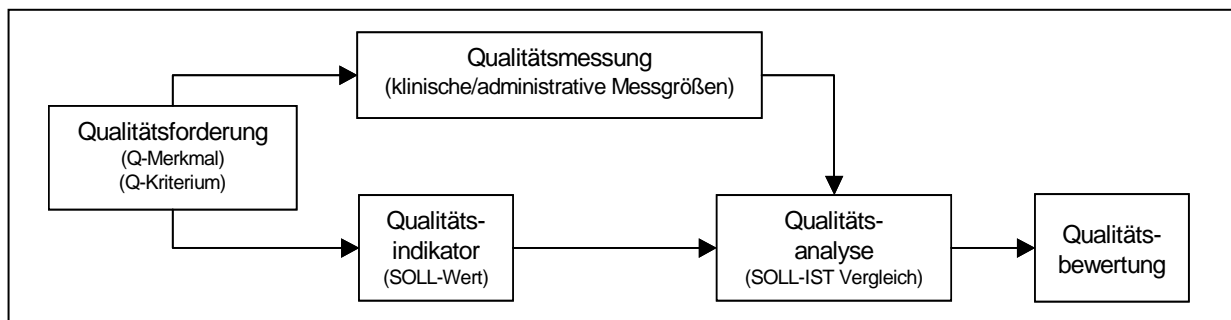 Qualitätsmessung
(klinische/administrative Messgrößen)
Qualitätsforderung
(Q-Merkmal)
(Q-Kriterium)
Qualitäts-
indikator
(SOLL-Wert)
Qualitäts-
analyse
(SOLL-IST Vergleich)
Qualitäts-
bewertung